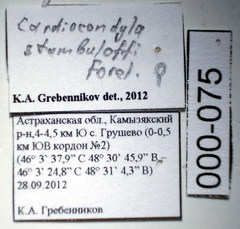 Cardiocondyla
stambuloffi
Forel. ☿
K.A. Grebennikov det., 2012
Астраханская обл., Камызякский
р-н,4-4,5 км Ю с. Грушево (0-0,5
км ЮВ кордон №2)
(46° 3' 37,9" С 48° 30' 45,9" В –
46° 3' 24,8" С 48° 31' 4,3" В)
28.09.2012
К.А. Гребенников
000-075